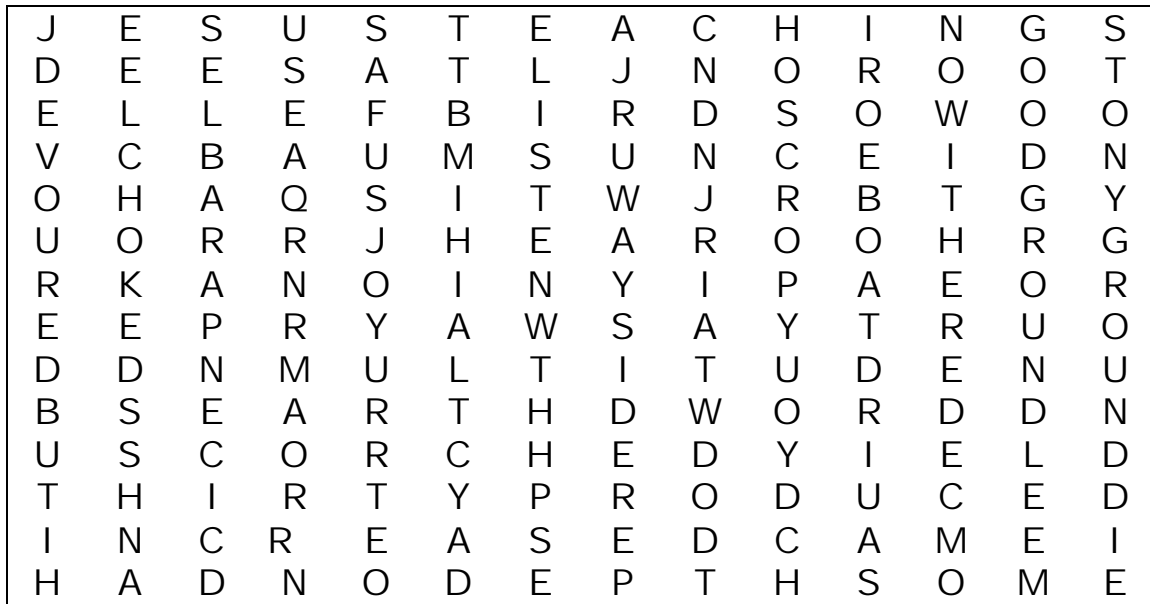 J E S U S T E A C H I N G S
D E E S A T L J N O R O O T
E L L E F B I R D S O W O O
V C B A U M S U N C E I D N
O H A Q S I T W J R B T G Y
U O R R J H E A R O O H R G
R K A N O I N Y I P A E O R
E E P R Y A W S A Y T R U O
D D N M U L T I T U D E N U
B S E A R T H D W O R D D N
U S C O R C H E D Y I E L D
T H I R T Y P R O D U C E D
I N C R E A S E D C A M E I
H A D N O D E P T H S O M E